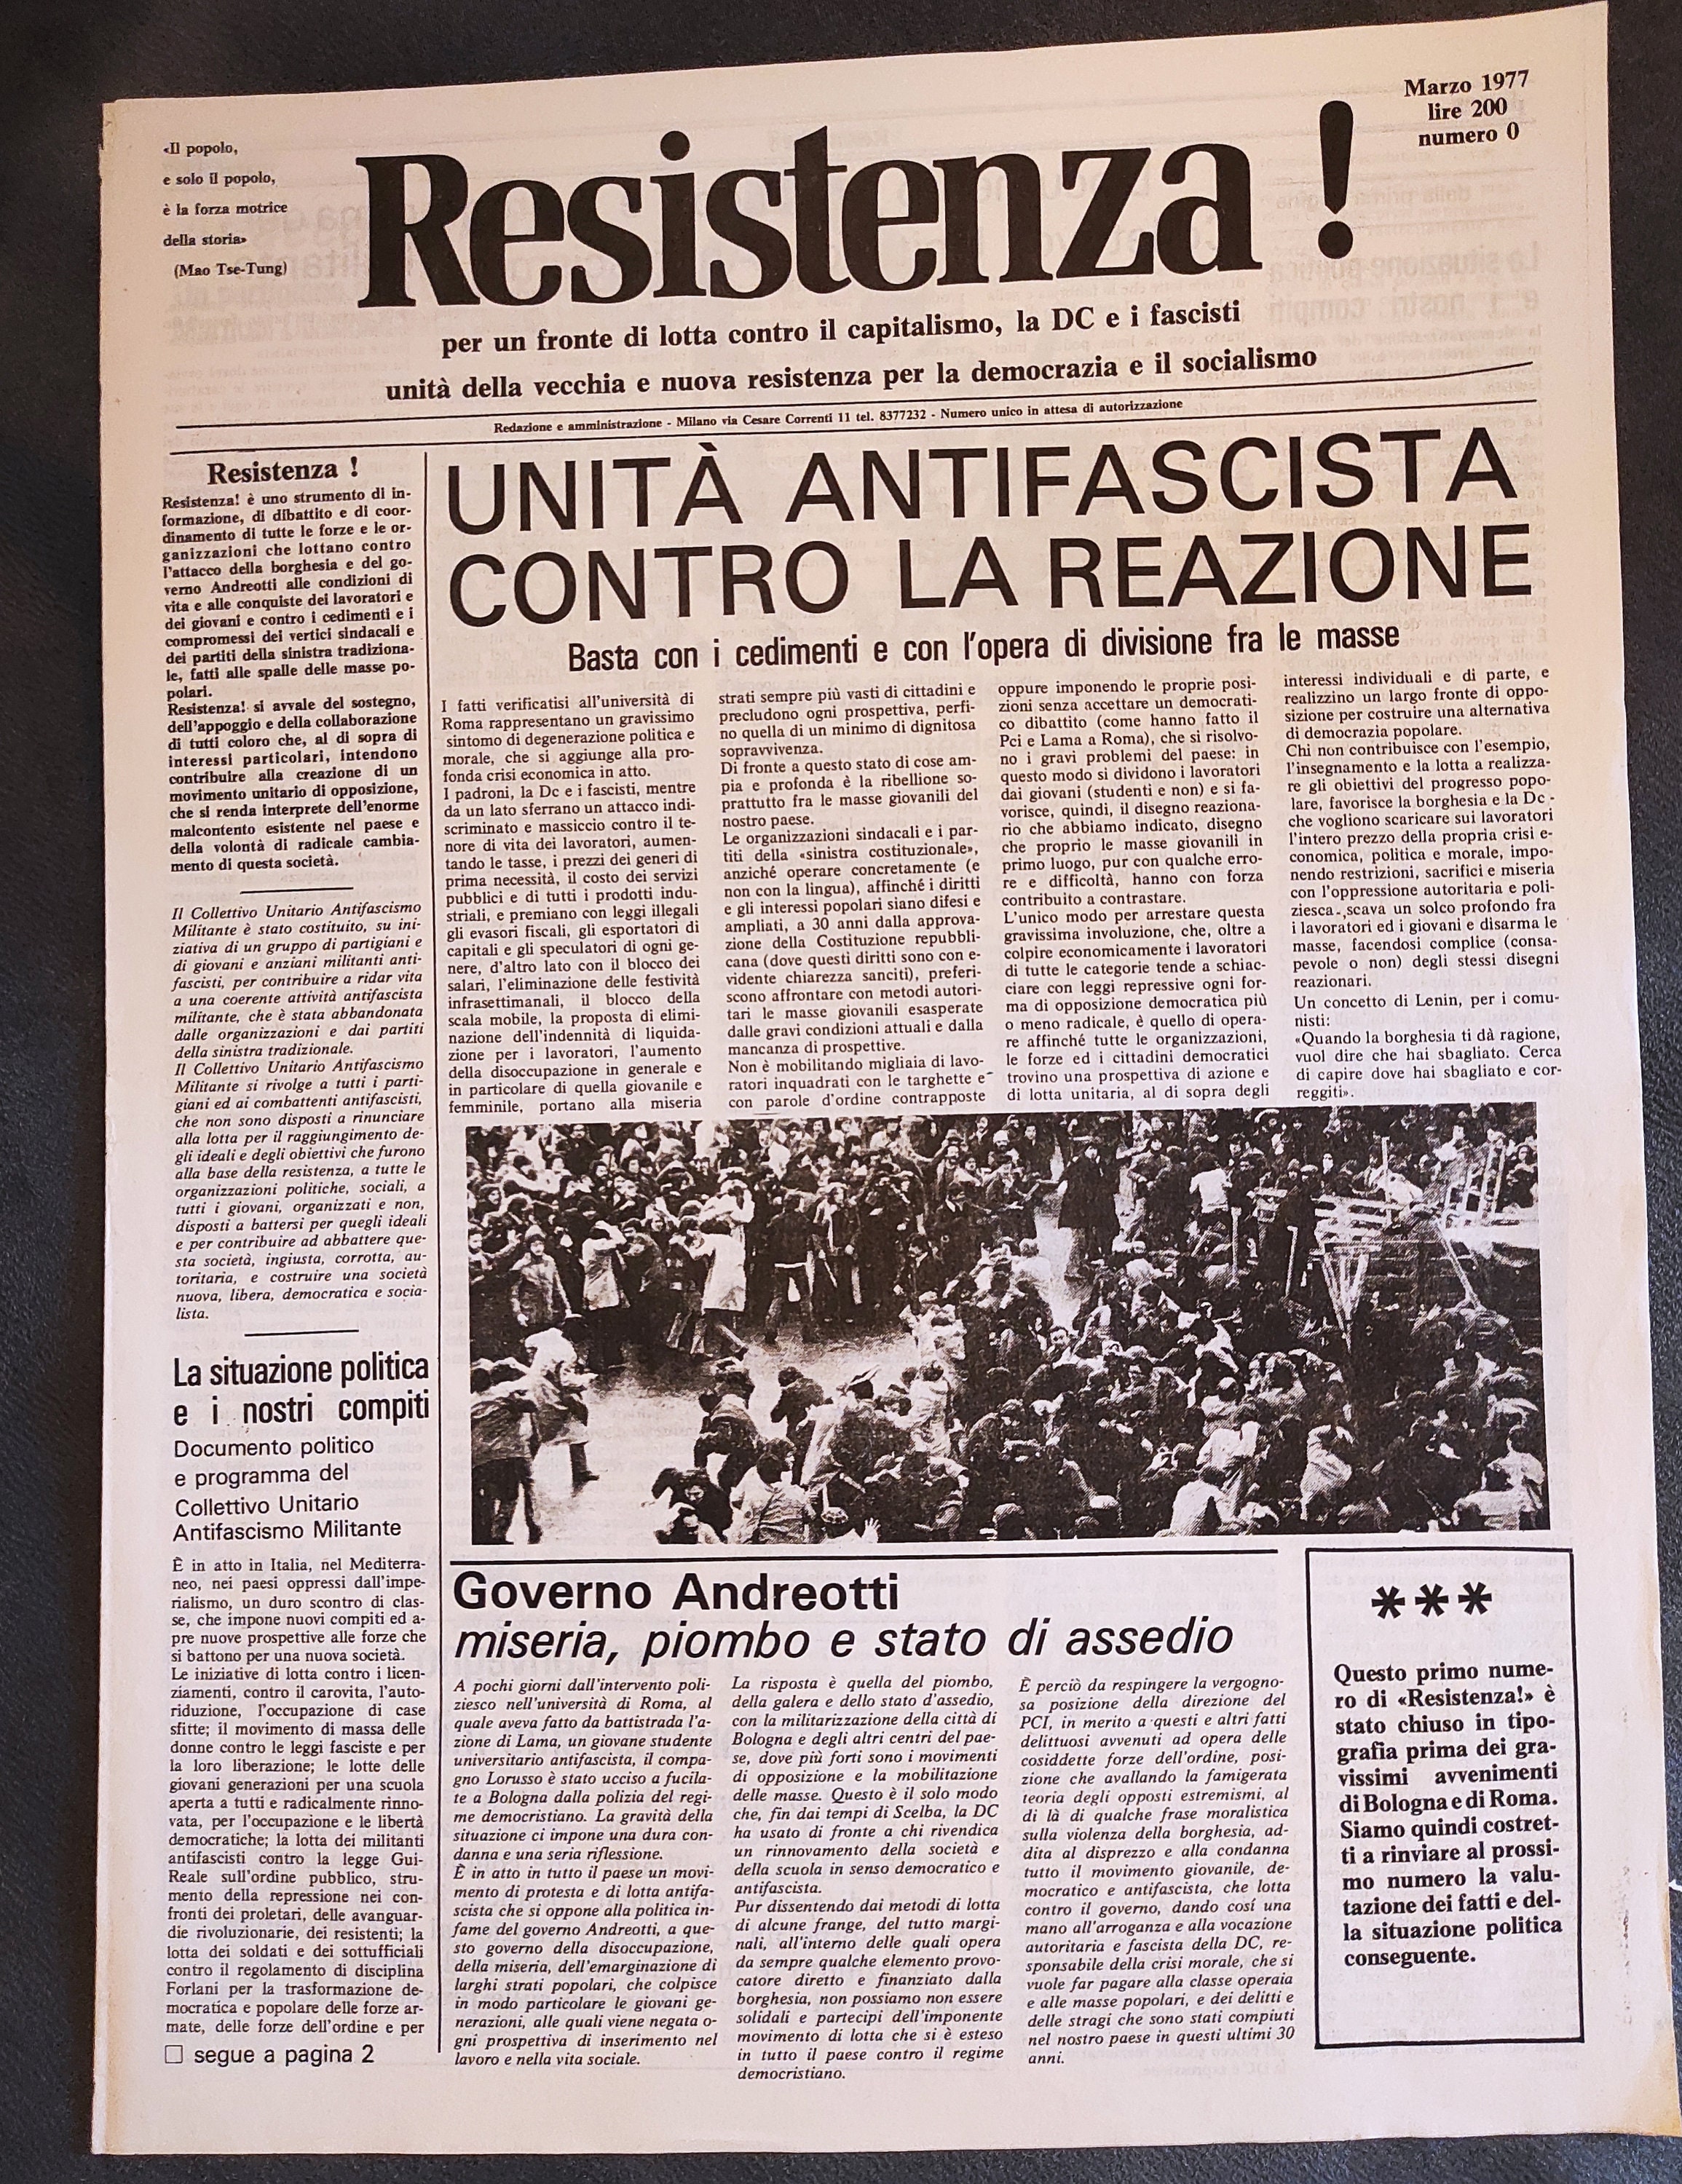 «Il popolo,
e solo il popolo,
è la forza motrice
della storia»
(Mao Tse-Tung)
Resistenza !
Marzo 1977
lire 200
numero 0
per un fronte di lotta contro il capitalismo, la DC e i fascisti
unità della vecchia e nuova resistenza per la democrazia e il socialismo
Redazione e amministrazione - Milano via Cesare Correnti 11 tel. 8377232 - Numero unico in attesa di autorizzazione
Resistenza !
Resistenza! è uno strumento di in-
formazione, di dibattito e di coor-
dinamento di tutte le forze e le or-
ganizzazioni che lottano contro
l'attacco della borghesia e del go-
verno Andreotti alle condizioni di
vita e alle conquiste dei lavoratori e
dei giovani e contro i cedimenti e i
compromessi dei vertici sindacali e
dei partiti della sinistra tradiziona-
le, fatti alle spalle delle masse po-
polari.
Resistenza! si avvale del sostegno,
dell'appoggio e della collaborazione
di tutti coloro che, al di sopra di
interessi particolari, intendono
contribuire alla creazione di un
movimento unitario di opposizione,
che si renda interprete dell'enorme
malcontento esistente nel paese e
della volontà di radicale cambia-
mento di questa società.
Il Collettivo Unitario Antifascismo
Militante è stato costituito, su ini-
ziativa di un gruppo di partigiani e
di giovani e anziani militanti anti-
fascisti, per contribuire a ridar vita
a una coerente attività antifascista
militante, che è stata abbandonata
dalle organizzazioni e dai partiti
della sinistra tradizionale.
Il Collettivo Unitario Antifascismo
Militante si rivolge a tutti i parti-
giani ed ai combattenti antifascisti,
che non sono disposti a rinunciare
alla lotta per il raggiungimento de-
gli ideali e degli obiettivi che furono
alla base della resistenza, a tutte le
organizzazioni politiche, sociali, a
tutti i giovani, organizzati e non,
disposti a battersi per quegli ideali
e per contribuire ad abbattere que-
sta società, ingiusta, corrotta, au-
toritaria, e costruire una società
nuova, libera, democratica e socia-
lista.
La situazione politica
e i nostri compiti
Documento politico
e programma del
Collettivo Unitario
Antifascismo Militante
È in atto in Italia, nel Mediterra-
neo, nei paesi oppressi dall'impe-
rialismo, un duro scontro di clas-
se, che impone nuovi compiti ed a-
pre nuove prospettive alle forze che
si battono per una nuova società.
Le iniziative di lotta contro i licen-
ziamenti, contro il carovita, l'auto-
riduzione, l'occupazione di case
sfitte; il movimento di massa delle
donne contro le leggi fasciste e per
la loro liberazione; le lotte delle
giovani generazioni per una scuola
aperta a tutti e radicalmente rinno-
vata, per l'occupazione e le libertà
democratiche; la lotta dei militanti
antifascisti contro la legge Gui-
Reale sull'ordine pubblico, stru-
mento della repressione nei con-
fronti dei proletari, delle avanguar-
die rivoluzionarie, dei resistenti; la
lotta dei soldati e dei sottufficiali
contro il regolamento di disciplina
Forlani per la trasformazione de-
mocratica e popolare delle forze ar-
mate, delle forze dell'ordine e per
□ segue a pagina 2
UNITÀ ANTIFASCISTA
CONTRO LA REAZIONE
Basta con i cedimenti e con l'opera di divisione fra le masse
I fatti verificatisi all'università di
Roma rappresentano un gravissimo
sintomo di degenerazione politica e
morale, che si aggiunge alla pro-
fonda crisi economica in atto.
I padroni, la Dc e i fascisti, mentre
da un lato sferrano un attacco indi-
scriminato e massiccio contro il te-
nore di vita dei lavoratori, aumen-
tando le tasse, i prezzi dei generi di
prima necessità, il costo dei servizi
pubblici e di tutti i prodotti indu-
striali, e premiano con leggi illegali
gli evasori fiscali, gli esportatori di
capitali e gli speculatori di ogni ge-
nere, d'altro lato con il blocco dei
salari, l'eliminazione delle festività
infrasettimanali, il blocco della
scala mobile, la proposta di elimi-
nazione dell'indennità di liquida-
zione per i lavoratori, l'aumento
della disoccupazione in generale e
in particolare di quella giovanile e
femminile, portano alla miseria
strati sempre più vasti di cittadini e
precludono ogni prospettiva, perfi-
no quella di un minimo di dignitosa
sopravvivenza.
Di fronte a questo stato di cose am-
pia e profonda è la ribellione so-
prattutto fra le masse giovanili del
nostro paese.
Le organizzazioni sindacali e i par-
titi della «sinistra costituzionale»,
anziché operare concretamente (e
non con la lingua), affinché i diritti
e gli interessi popolari siano difesi e
ampliati, a 30 anni dalla approva-
zione della Costituzione repubbli-
cana (dove questi diritti sono con e-
vidente chiarezza sanciti), preferi-
scono affrontare con metodi autori-
tari le masse giovanili esasperate
dalle gravi condizioni attuali e dalla
mancanza di prospettive.
Non è mobilitando migliaia di lavo-
ratori inquadrati con le targhette e
con parole d'ordine contrapposte
oppure imponendo le proprie posi-
zioni senza accettare un democrati-
co dibattito (come hanno fatto il
Pci e Lama a Roma), che si risolvo-
no i gravi problemi del paese: in
questo modo si dividono i lavoratori
dai giovani (studenti e non) e si fa-
vorisce, quindi, il disegno reaziona-
rio che abbiamo indicato, disegno
che proprio le masse giovanili in
primo luogo, pur con qualche erro-
re e difficoltà, hanno con forza
contribuito a contrastare.
L'unico modo per arrestare questa
gravissima involuzione, che, oltre a
colpire economicamente i lavoratori
di tutte le categorie tende a schiac-
ciare con leggi repressive ogni for-
ma di opposizione democratica più
o meno radicale, è quello di opera-
re affinché tutte le organizzazioni,
le forze ed i cittadini democratici
trovino una prospettiva di azione e
di lotta unitaria, al di sopra degli
interessi individuali e di parte, e
realizzino un largo fronte di oppo-
sizione per costruire una alternativa
di democrazia popolare.
Chi non contribuisce con l'esempio,
l'insegnamento e la lotta a realizza-
re gli obiettivi del progresso popo-
lare, favorisce la borghesia e la Dc -
che vogliono scaricare sui lavoratori
l'intero prezzo della propria crisi e-
conomica, politica e morale, impo-
nendo restrizioni, sacrifici e miseria
con l'oppressione autoritaria e poli-
ziesca-,scava un solco profondo fra
i lavoratori ed i giovani e disarma le
masse, facendosi complice (consa-
pevole o non) degli stessi disegni
reazionari.
Un concetto di Lenin, per i comu-
nisti:
«Quando la borghesia ti dà ragione,
vuol dire che hai sbagliato. Cerca
di capire dove hai sbagliato e cor-
reggiti».
Governo Andreotti
miseria, piombo e stato di assedio
A pochi giorni dall'intervento poli-
ziesco nell'università di Roma, al
quale aveva fatto da battistrada l'a-
zione di Lama, un giovane studente
universitario antifascista, il compa-
gno Lorusso è stato ucciso a fucila-
te a Bologna dalla polizia del regi-
me democristiano. La gravità della
situazione ci impone una dura con-
danna e una seria riflessione.
È in atto in tutto il paese un movi-
mento di protesta e di lotta antifa-
scista che si oppone alla politica in-
fame del governo Andreotti, a que-
sto governo della disoccupazione,
della miseria, dell'emarginazione di
larghi strati popolari, che colpisce
in modo particolare le giovani ge-
nerazioni, alle quali viene negata o-
gni prospettiva di inserimento nel
lavoro e nella vita sociale.
La risposta è quella del piombo,
della galera e dello stato d'assedio,
con la militarizzazione della città di
Bologna e degli altri centri del pae-
se, dove più forti sono i movimenti
di opposizione e la mobilitazione
delle masse. Questo è il solo modo
che, fin dai tempi di Scelba, la DC
ha usato di fronte a chi rivendica
un rinnovamento della società e
della scuola in senso democratico e
antifascista.
Pur dissentendo dai metodi di lotta
di alcune frange, del tutto margi-
nali, all'interno delle quali opera
da sempre qualche elemento provo-
catore diretto e finanziato dalla
borghesia, non possiamo non essere
solidali e partecipi dell'imponente
movimento di lotta che si è esteso
in tutto il paese contro il regime
democristiano.
È perciò da respingere la vergogno-
sa posizione della direzione del
PCI, in merito a questi e altri fatti
delittuosi avvenuti ad opera delle
cosiddette forze dell'ordine, posi-
zione che avallando la famigerata
teoria degli opposti estremismi, al
di là di qualche frase moralistica
sulla violenza della borghesia, ad-
dita al disprezzo e alla condanna
tutto il movimento giovanile, de-
mocratico e antifascista, che lotta
contro il governo, dando cosí una
mano all'arroganza e alla vocazione
autoritaria e fascista della DC, re-
sponsabile della crisi morale, che si
vuole far pagare alla classe operaia
e alle masse popolari, e dei delitti e
delle stragi che sono stati compiuti
nel nostro paese in questi ultimi 30
anni.
***
Questo primo nume-
ro di «Resistenza!» è
stato chiuso in tipo-
grafia prima dei gra-
vissimi avvenimenti
di Bologna e di Roma.
Siamo quindi costret-
ti a rinviare al prossi-
mo numero la valu-
tazione dei fatti e del-
la situazione politica
conseguente.